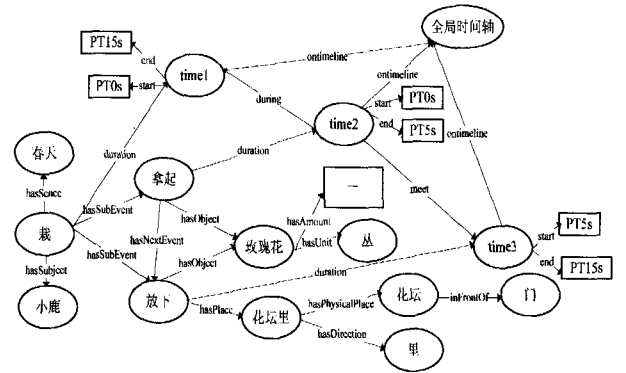 全局时间轴
PT15s
end
time1
ontimeline
PT0s
start
ontimeline
during
start
PT0s
time2
end
PT5s
ontimeline
春天
duration
duration
拿起
一
meet
hasSence
hasSubEvent
hasObject
hasAmount
栽
hasNextEvent
玫瑰花
hasUnit
丛
start
PT5s
hasSubEvent
hasObject
time3
hasSubject
duration
end
PT15s
小鹿
放下
hasPlace
花坛里
hasPhysicalPlace
花坛
inFrontOf
门
hasDirection
里